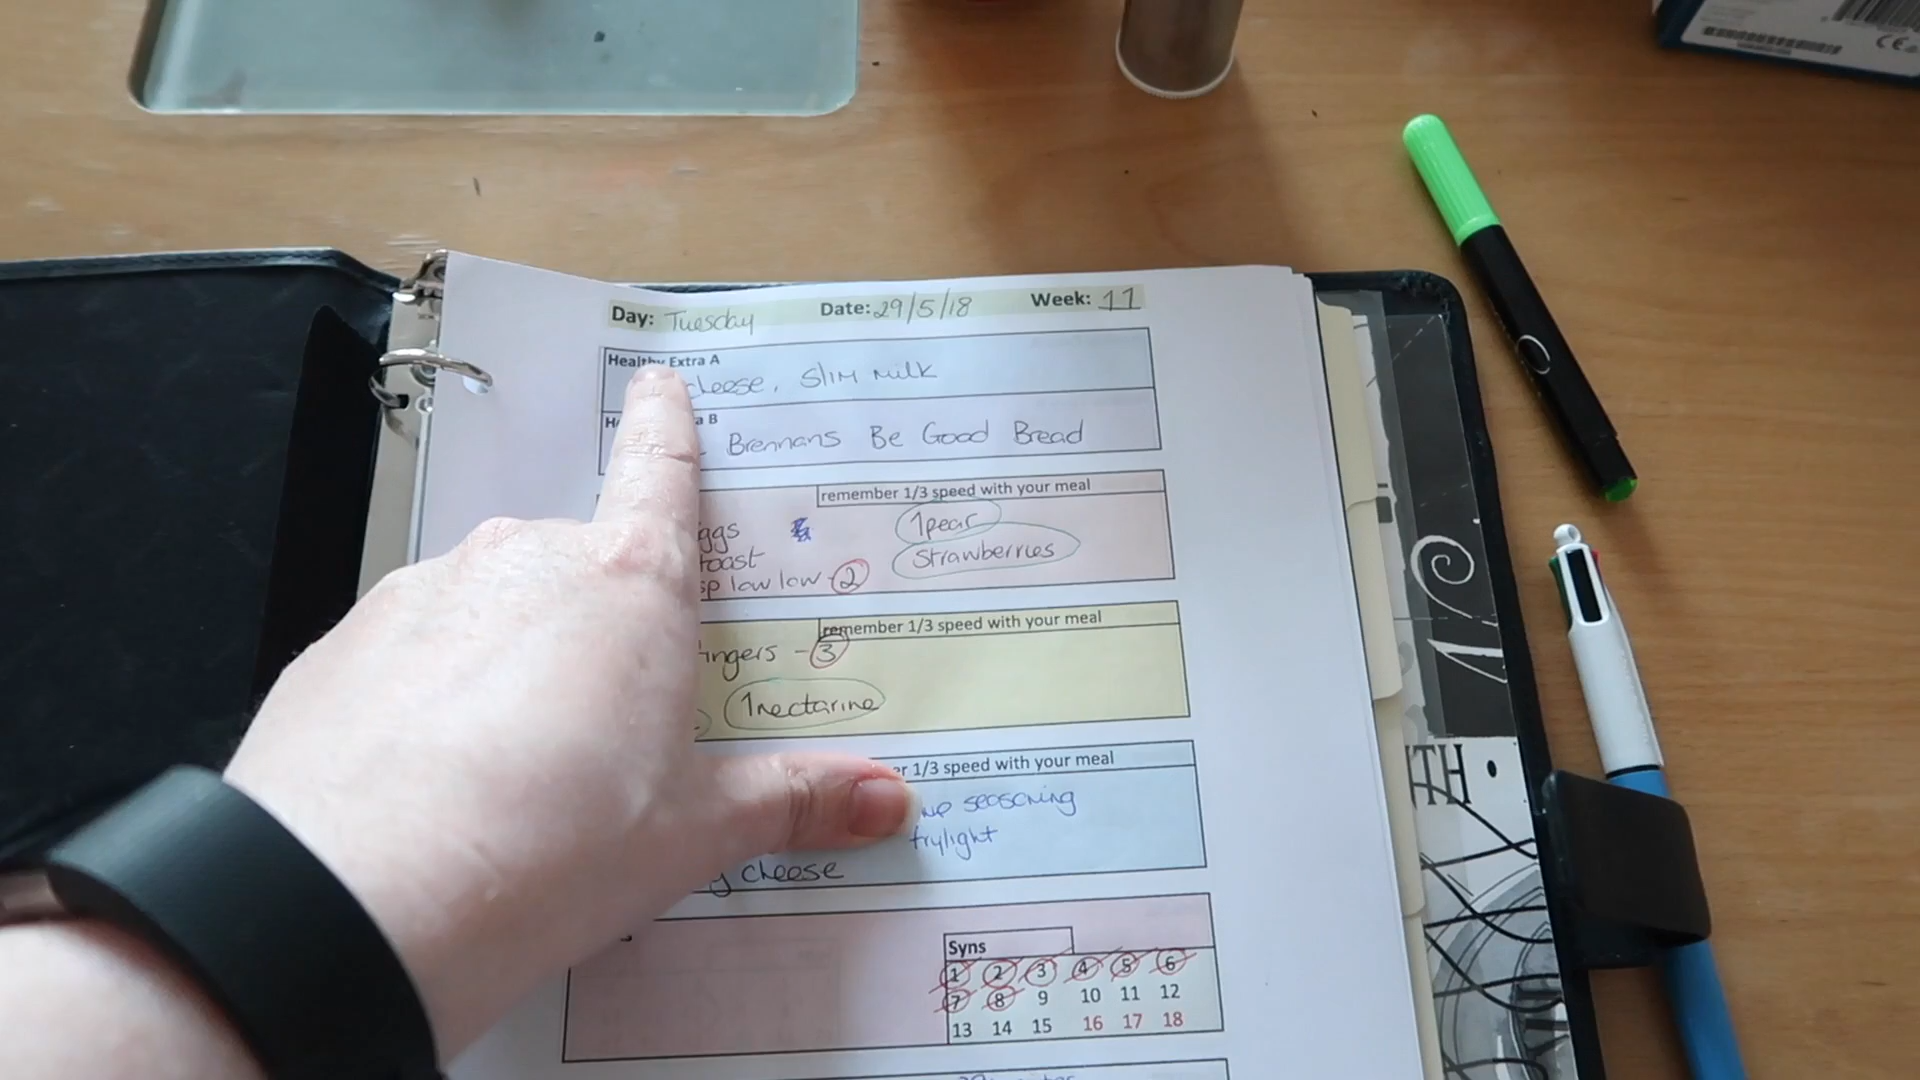 Day: Tuesday Date: 29/5/18 Week: 11
Healthy Extra A
cheese, Slim Milk
a B
Brennans Be Good Bread
remember 1/3 speed with your meal
ggs 1pear
toast Strawberries
sp low low - 2
remember 1/3 speed with your meal
ingers - 3
1nectarine
er 1/3 speed with your meal
seasoning
frylight
cheese
Syns
1 2 3 4 5 6
7 8 9 10 11 12
13 14 15 16 17 18
CE